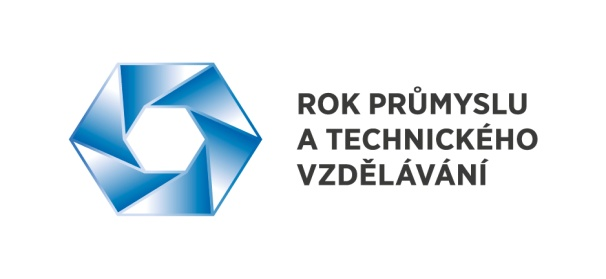 ROK PRŮMYSLU
A TECHNICKÉHO
VZDĚLÁVÁNÍ